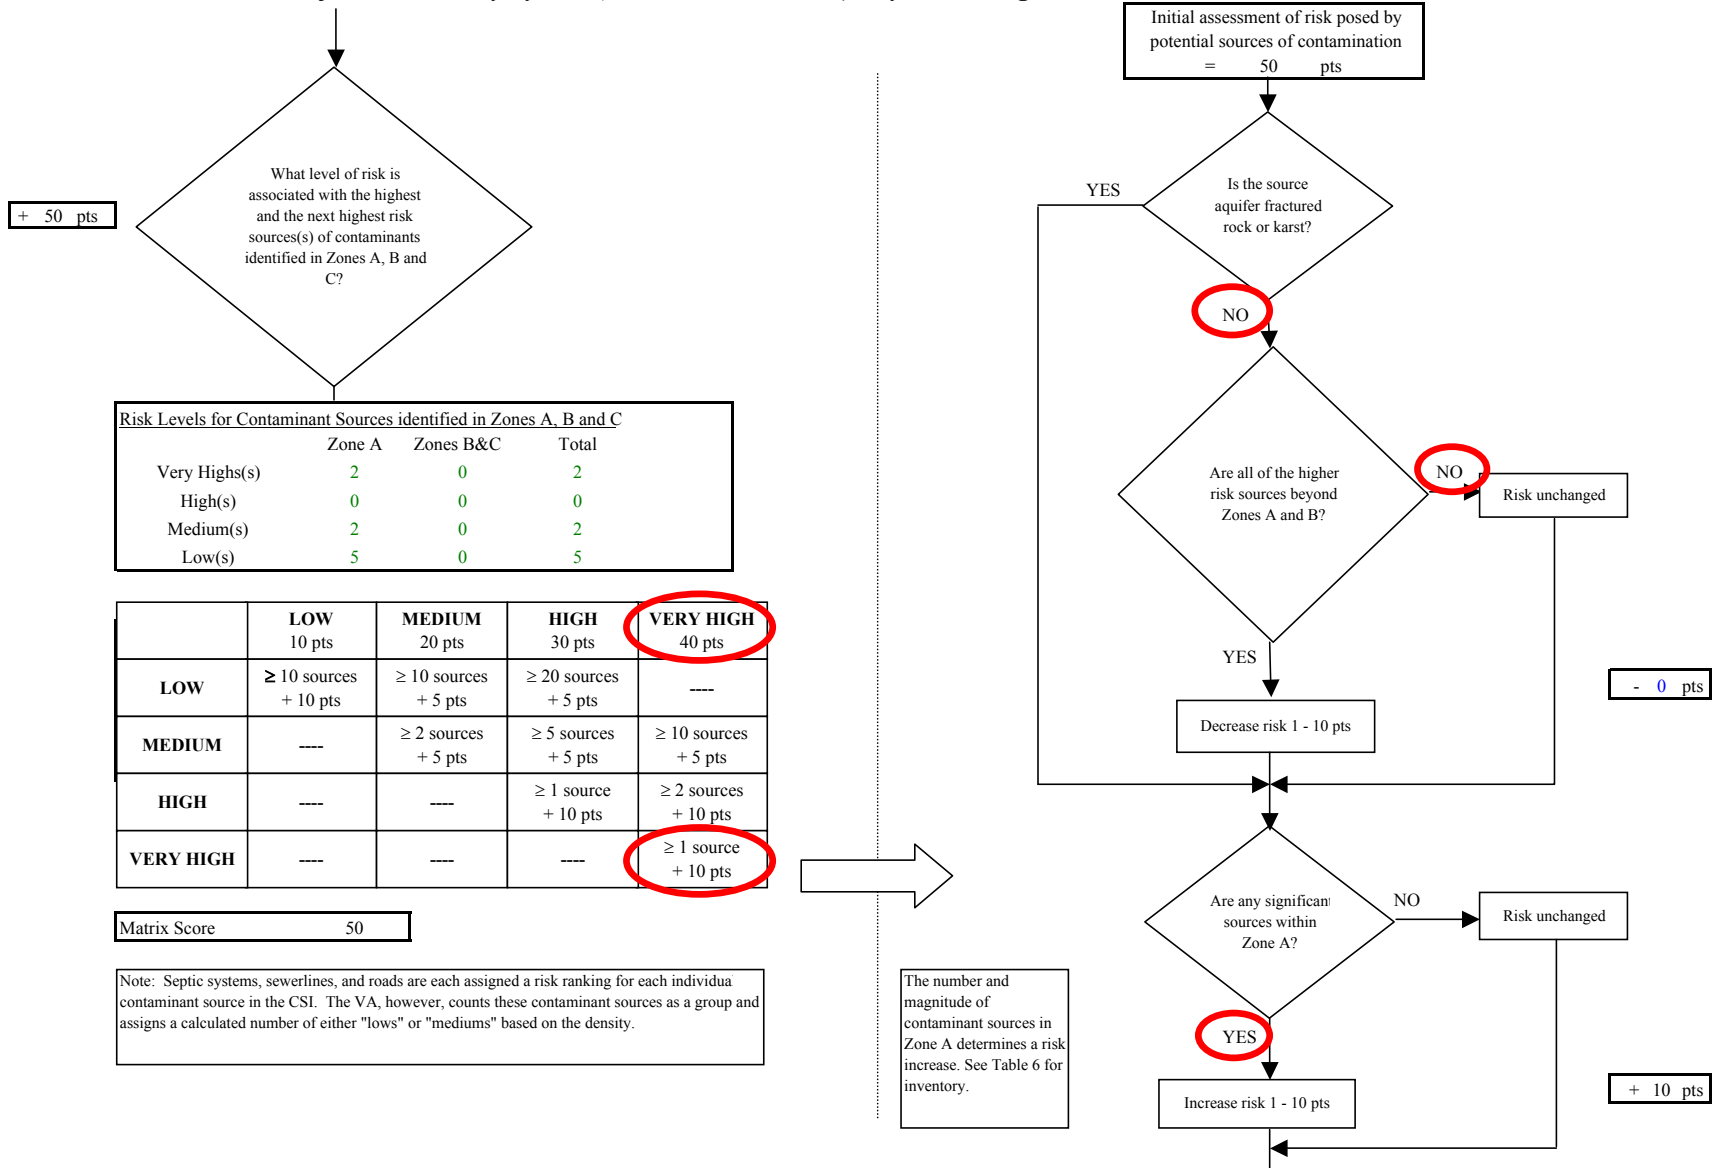 + 50 pts
What level of risk is
associated with the highest
and the next highest risk
sources(s) of contaminants
identified in Zones A, B and
C?
Risk Levels for Contaminant Sources identified in Zones A, B and C
Zone A Zones B&C Total
Very Highs(s) 2 0 2
High(s) 0 0 0
Medium(s) 2 0 2
Low(s) 5 0 5
LOW MEDIUM HIGH VERY HIGH
10 pts 20 pts 30 pts 40 pts
LOW ≥ 10 sources + 10 pts ≥ 10 sources + 5 pts ≥ 20 sources + 5 pts ----
MEDIUM ---- ≥ 2 sources + 5 pts ≥ 5 sources + 5 pts ≥ 10 sources + 5 pts
HIGH ---- ---- ≥ 1 source + 10 pts ≥ 2 sources + 10 pts
VERY HIGH ---- ---- ---- ≥ 1 source + 10 pts
Matrix Score 50
Note: Septic systems, sewerlines, and roads are each assigned a risk ranking for each individua
contaminant source in the CSI. The VA, however, counts these contaminant sources as a group and
assigns a calculated number of either "lows" or "mediums" based on the density.
Initial assessment of risk posed by
potential sources of contamination
= 50 pts
Is the source
aquifer fractured
rock or karst?
YES
NO
Are all of the higher
risk sources beyond
Zones A and B?
NO
Risk unchanged
YES
Decrease risk 1 - 10 pts
- 0 pts
Are any significant
sources within
Zone A?
NO
Risk unchanged
YES
The number and
magnitude of
contaminant sources in
Zone A determines a risk
increase. See Table 6 for
inventory.
Increase risk 1 - 10 pts
+ 10 pts